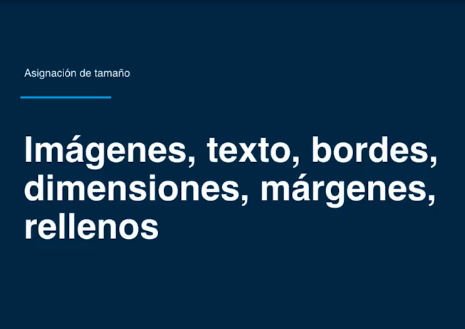 Asignación de tamaño
Imágenes, texto, bordes,
dimensiones, márgenes,
rellenos